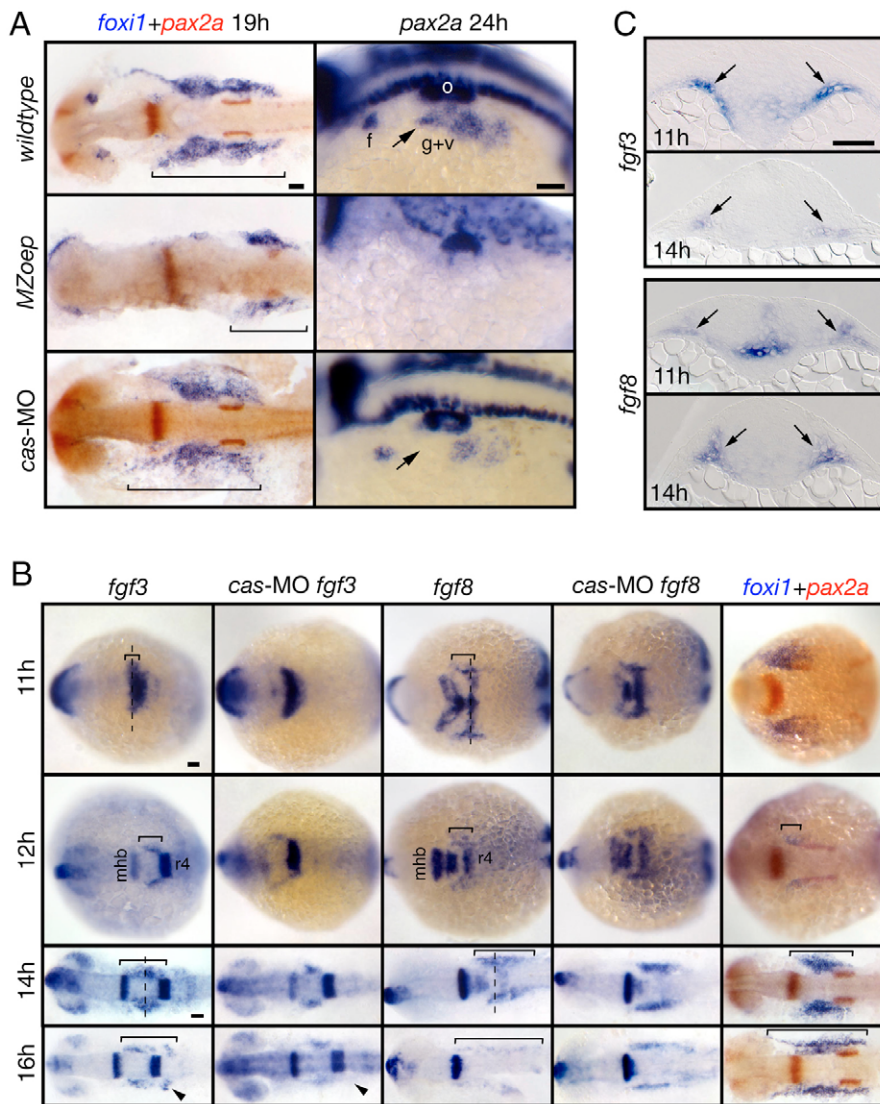 A
foxi1+pax2a 19h
pax2a 24h
wildtype
o
f
g+v
MZoep
cas-MO
C
fgf3
11h
14h
fgf8
11h
14h
B
fgf3
cas-MO fgf3
fgf8
cas-MO fgf8
foxi1+pax2a
11h
12h
mhb
r4
mhb
r4
14h
16h